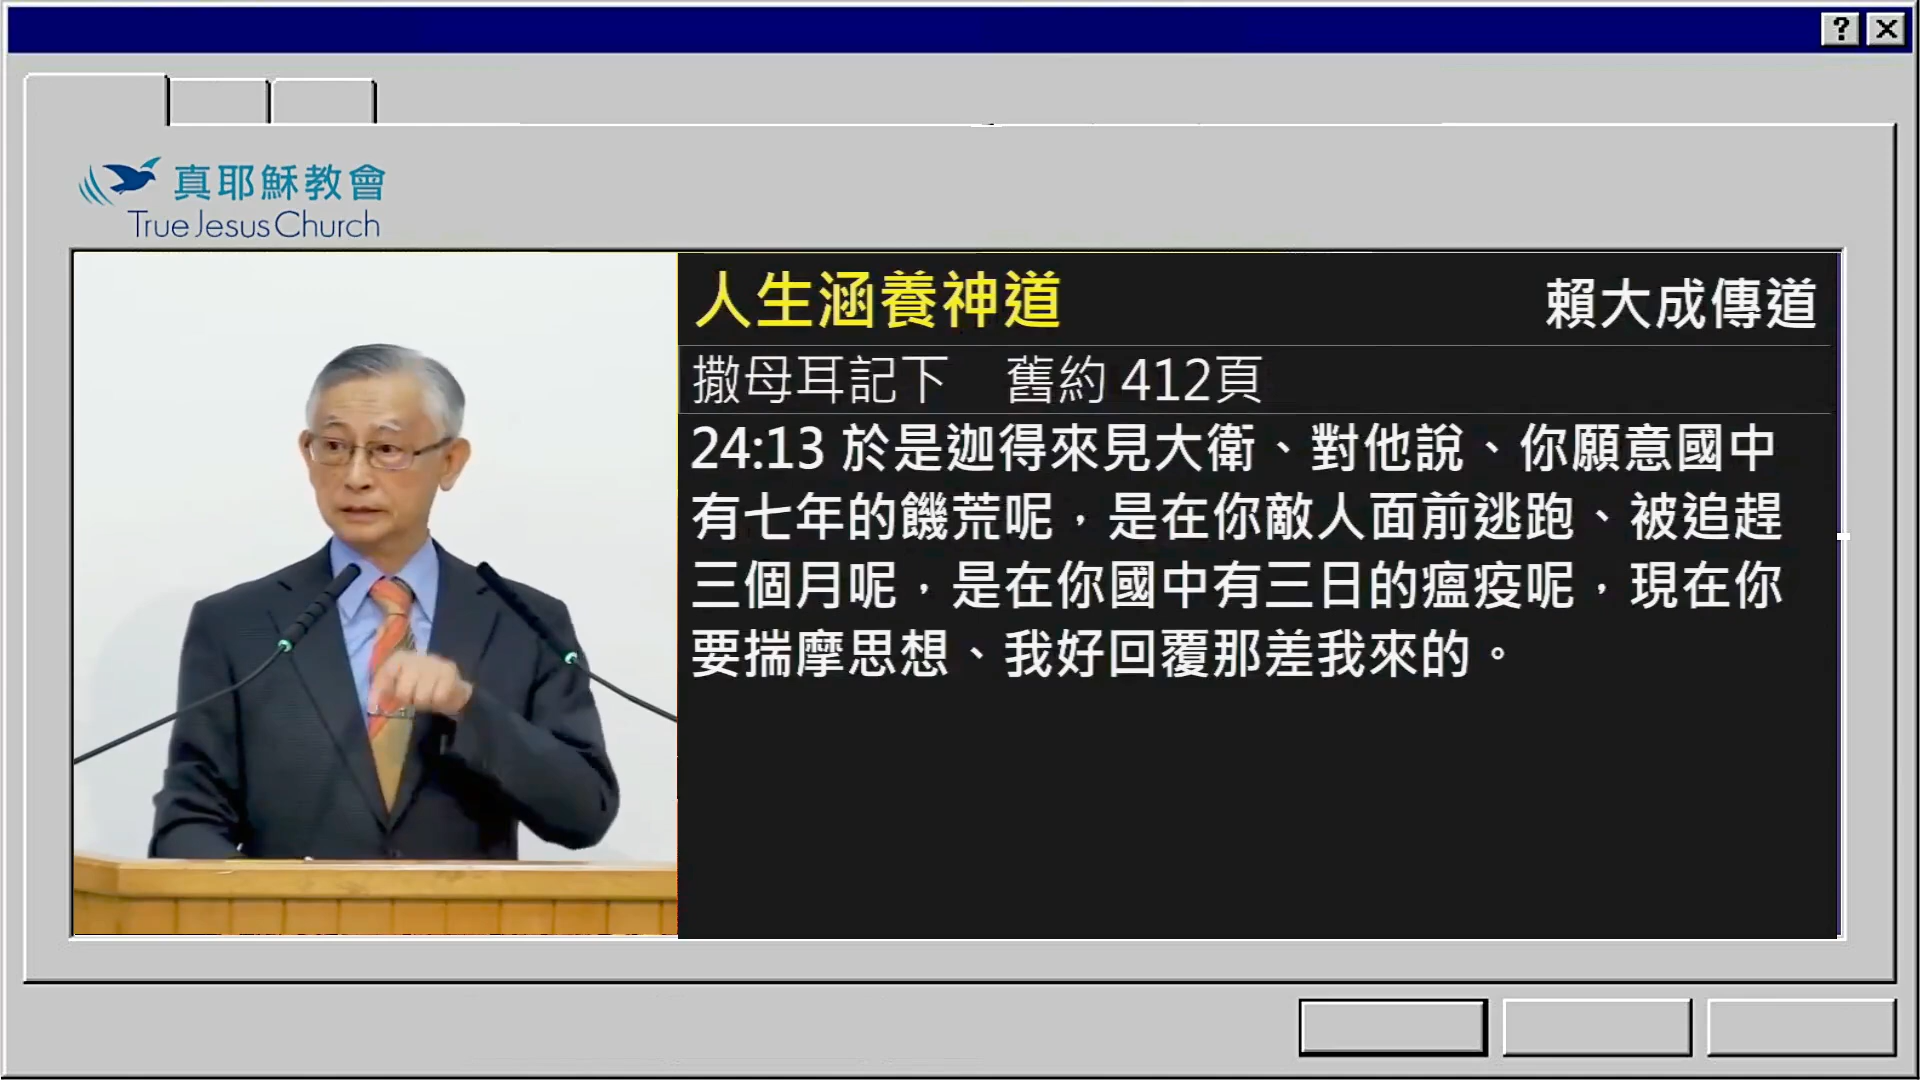 真耶穌教會
True Jesus Church
人生涵養神道
賴大成傳道
撒母耳記下 舊約 412頁
24:13 於是迦得來見大衛、對他說、你願意國中
有七年的饑荒呢，是在你敵人面前逃跑、被追趕
三個月呢，是在你國中有三日的瘟疫呢，現在你
要揣摩思想、我好回覆那差我來的。